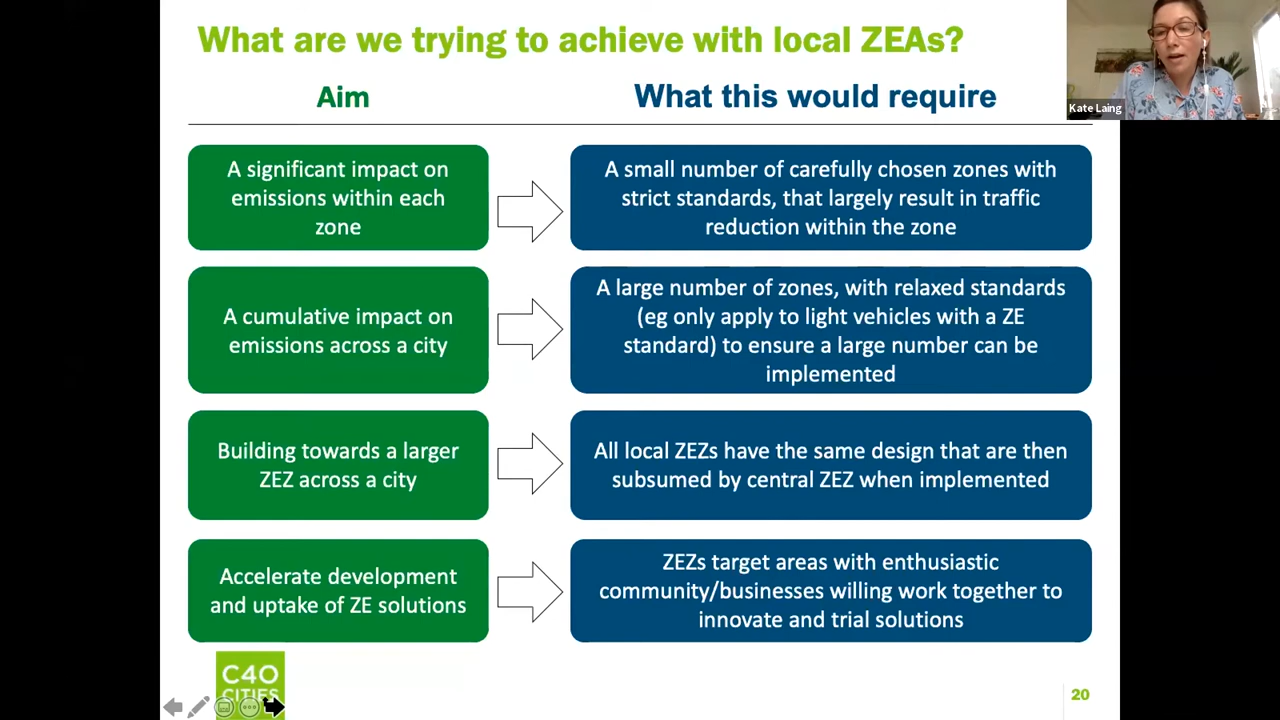 What are we trying to achieve with local ZEAs?
Kate Laing
Aim
What this would require
A significant impact on
emissions within each
zone
A small number of carefully chosen zones with
strict standards, that largely result in traffic
reduction within the zone
A cumulative impact on
emissions across a city
A large number of zones, with relaxed standards
(eg only apply to light vehicles with a ZE
standard) to ensure a large number can be
implemented
Building towards a larger
ZEZ across a city
All local ZEZs have the same design that are then
subsumed by central ZEZ when implemented
Accelerate development
and uptake of ZE solutions
ZEZs target areas with enthusiastic
community/businesses willing work together to
innovate and trial solutions
C40
CITIES
20